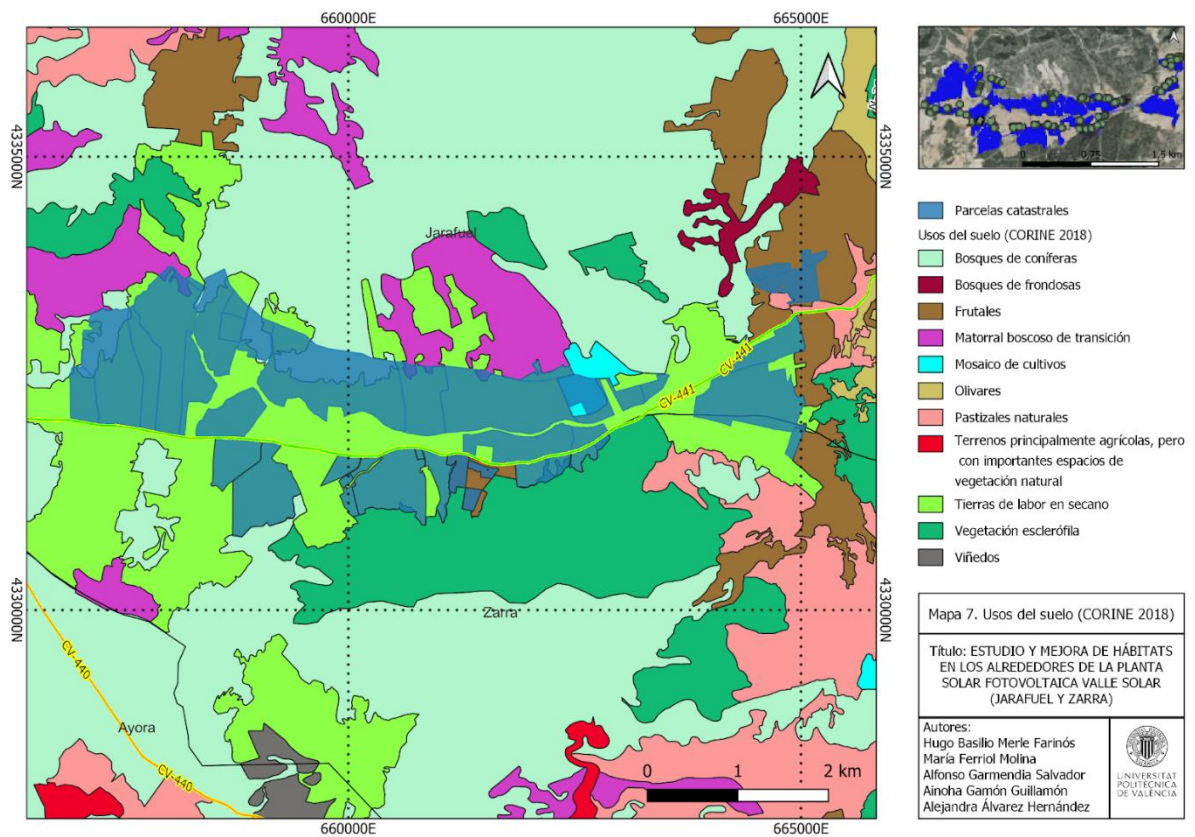 660000E
665000E
4335000N
4335000N
Jarafuel
CV-441
CV-441
4330000N
4330000N
Zarra
CV-440
Ayora
CV-440
0 1 2 km
660000E
665000E
0 0,75 1,5 km
Parcelas catastrales
Usos del suelo (CORINE 2018)
Bosques de coníferas
Bosques de frondosas
Frutales
Matorral boscoso de transición
Mosaico de cultivos
Olivares
Pastizales naturales
Terrenos principalmente agrícolas, pero
con importantes espacios de
vegetación natural
Tierras de labor en secano
Vegetación esclerófila
Viñedos
Mapa 7. Usos del suelo (CORINE 2018)
Título: ESTUDIO Y MEJORA DE HÁBITATS
EN LOS ALREDEDORES DE LA PLANTA
SOLAR FOTOVOLTAICA VALLE SOLAR
(JARAFUEL Y ZARRA)
Autores:
Hugo Basilio Merle Farinós
María Ferriol Molina
Alfonso Garmendia Salvador
Ainoha Gamón Guillamón
Alejandra Álvarez Hernández
UNIVERSITAT
POLITÈCNICA
DE VALÈNCIA